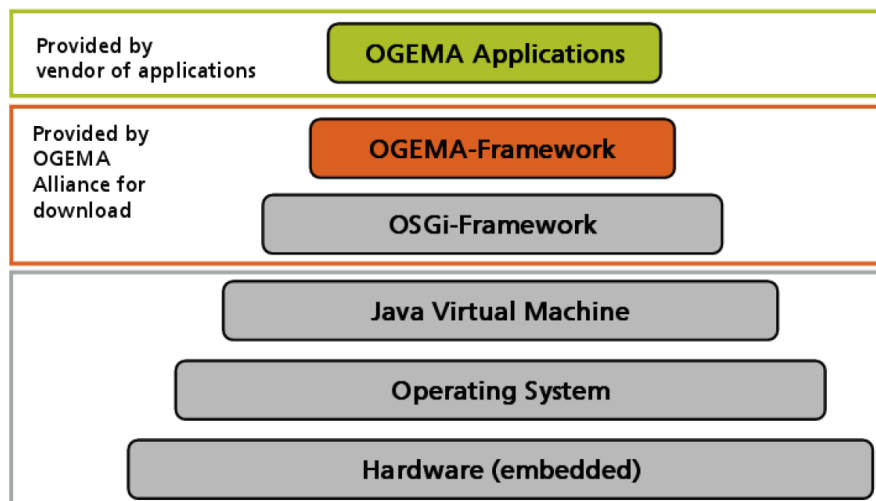 Provided by
vendor of applications
OGEMA Applications
Provided by
OGEMA
Alliance for
download
OGEMA-Framework
OSGi-Framework
Java Virtual Machine
Operating System
Hardware (embedded)